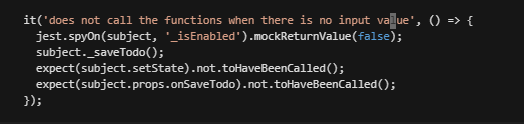 it('does not call the functions when there is no input value', () => {
  jest.spyOn(subject, '_isEnabled').mockReturnValue(false);
  subject._saveTodo();
  expect(subject.setState).not.toHaveBeenCalled();
  expect(subject.props.onSaveTodo).not.toHaveBeenCalled();
});